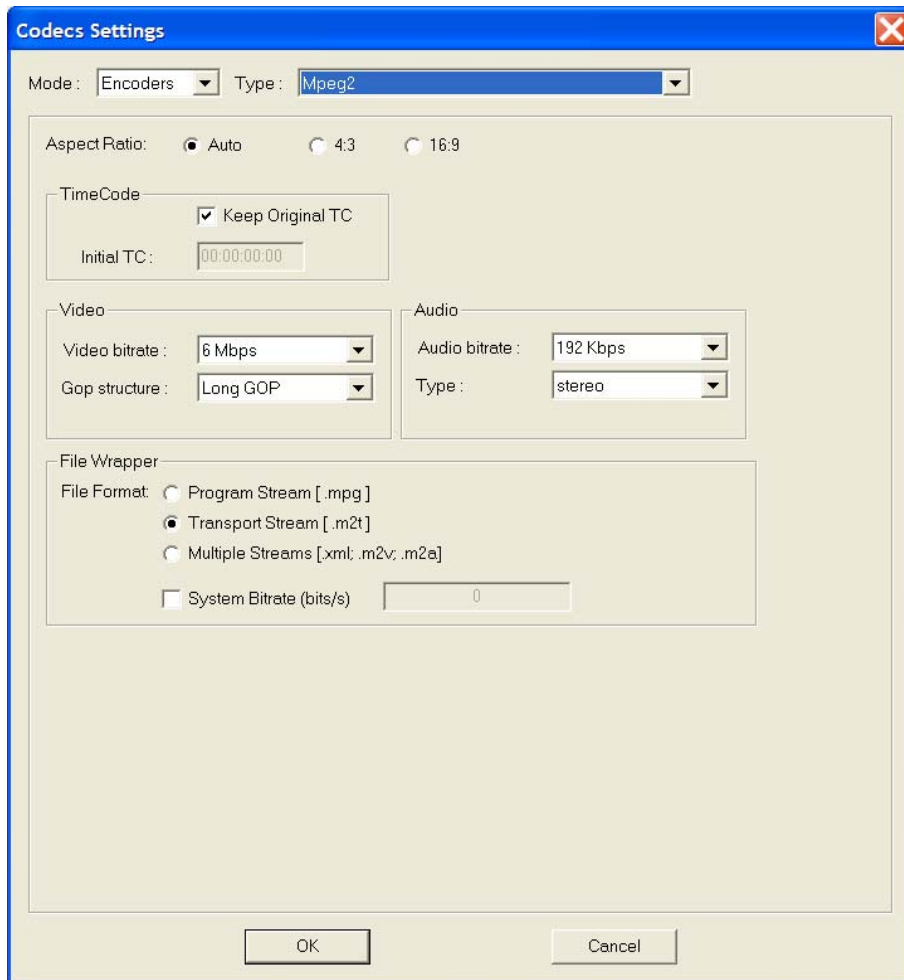 Codecs Settings
Mode : Encoders Type : Mpeg2
Aspect Ratio: Auto 4:3 16:9
TimeCode
Keep Original TC
Initial TC : 00:00:00:00
Video
Video bitrate : 6 Mbps
Gop structure : Long GOP
Audio
Audio bitrate : 192 Kbps
Type : stereo
File Wrapper
File Format: Program Stream [ .mpg ]
Transport Stream [ .m2t ]
Multiple Streams [.xml; .m2v; .m2a]
System Bitrate (bits/s) 0
OK Cancel